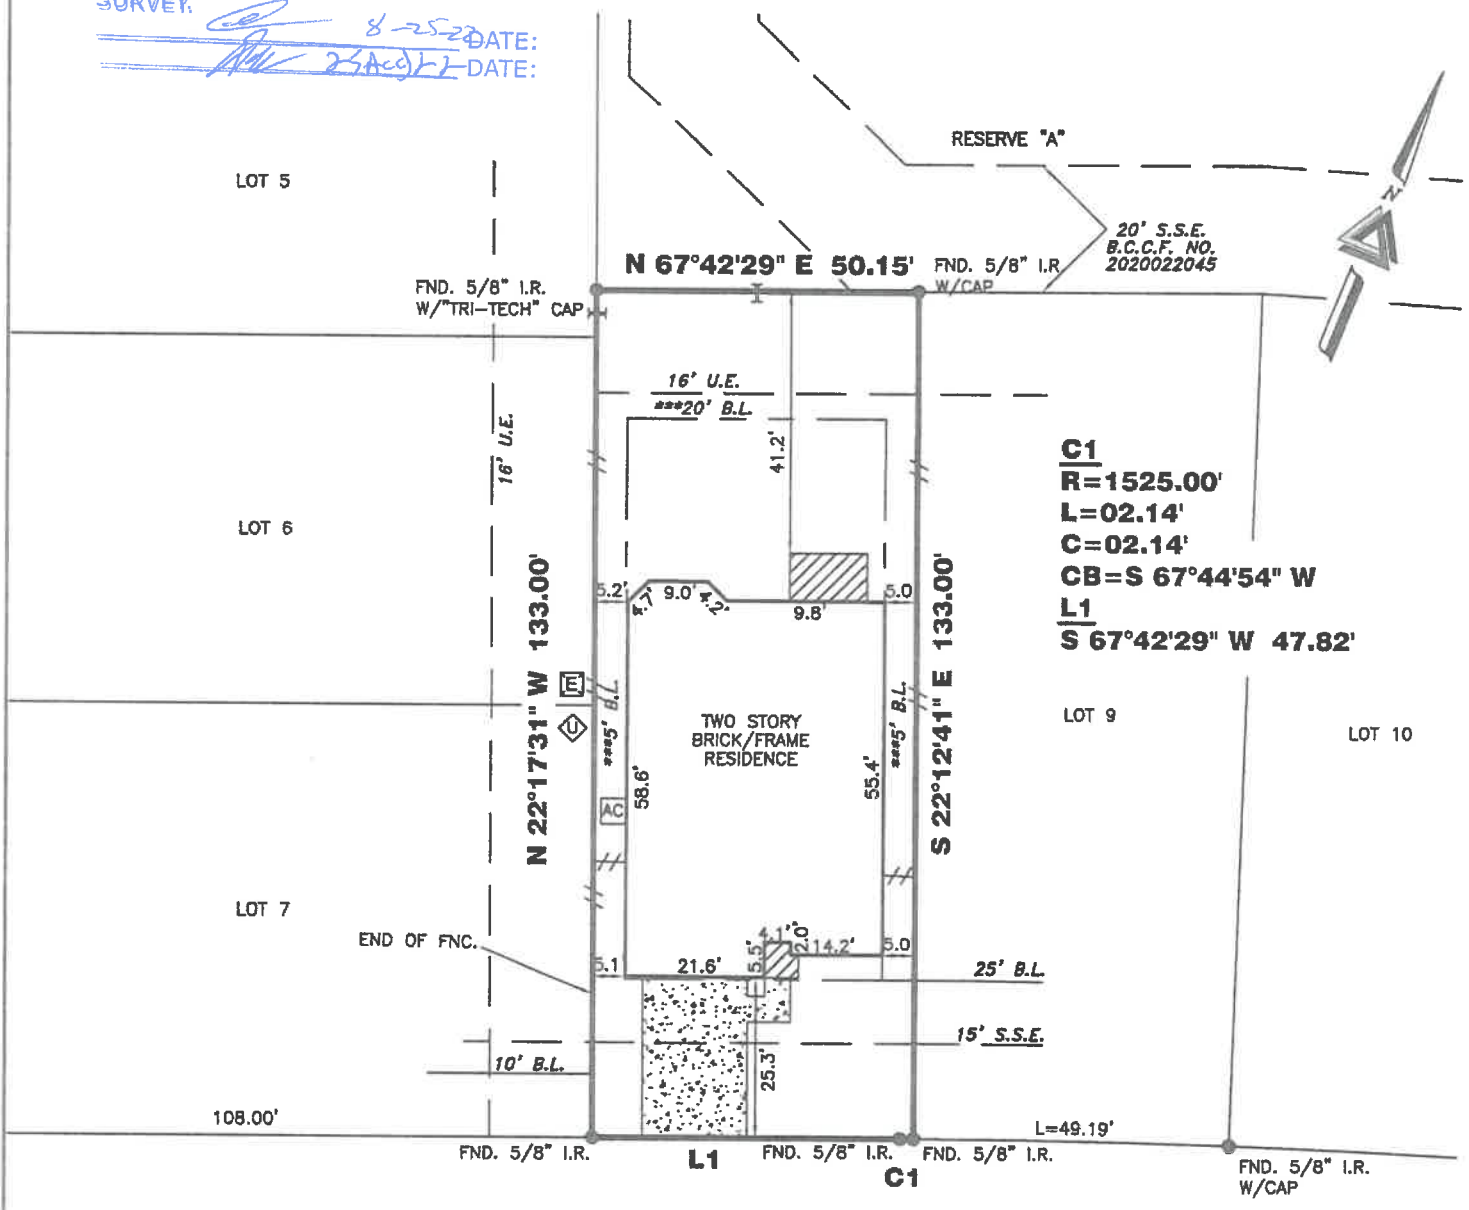 SURVEY.
8-25-22 DATE:
DATE:
RESERVE "A"
LOT 5
20' S.S.E.
B.C.C.F. NO.
2020022045
N 67°42'29" E 50.15'
FND. 5/8" I.R.
W/CAP
FND. 5/8" I.R.
W/"TRI-TECH" CAP
N
16' U.E.
***20' B.L.
16' U.E.
41.2'
C1
R=1525.00'
L=02.14'
C=02.14'
CB=S 67°44'54" W
L1
S 67°42'29" W 47.82'
LOT 6
5.2'
4.7'
9.0'
4.2'
9.8'
5.0
N 22°17'31" W 133.00'
S 22°12'41" E 133.00'
E
U
***5' B.L.
***5' B.L.
TWO STORY
BRICK/FRAME
RESIDENCE
LOT 9
LOT 10
58.6'
55.4'
AC
LOT 7
END OF FNC.
5.1
21.6'
5.5'
4.1'
2.0'
14.2'
5.0
25' B.L.
15' S.S.E.
10' B.L.
25.3'
108.00'
L=49.19'
FND. 5/8" I.R.
L1
FND. 5/8" I.R.
C1
FND. 5/8" I.R.
FND. 5/8" I.R.
W/CAP